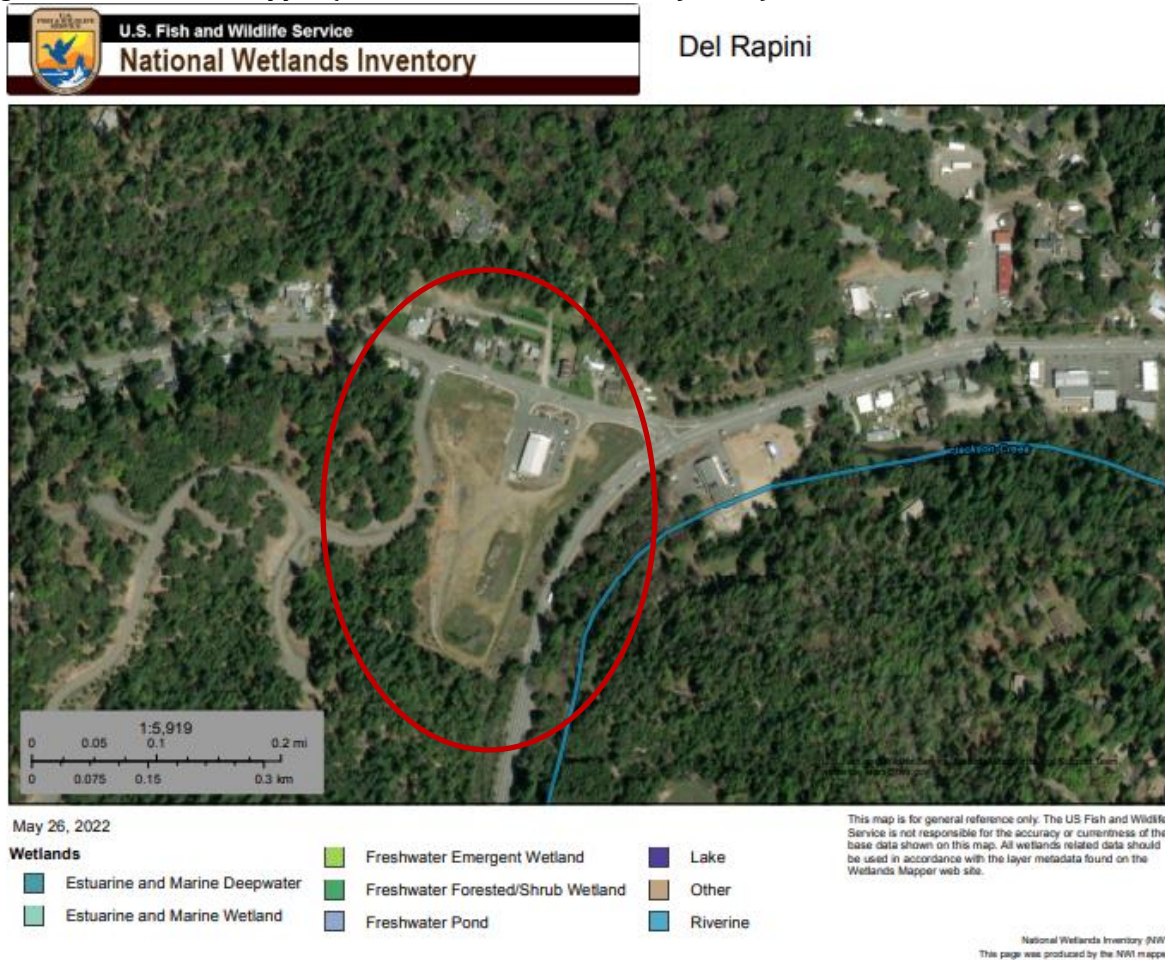 U.S. Fish and Wildlife Service
National Wetlands Inventory
Del Rapini
1:5,919
0 0.05 0.1 0.2 mi
0 0.075 0.15 0.3 km
May 26, 2022
This map is for general reference only. The US Fish and Wildlife
Service is not responsible for the accuracy or currentness of the
base data shown on this map. All wetlands related data should
be used in accordance with the layer metadata found on the
Wetlands Mapper web site.
Wetlands
Estuarine and Marine Deepwater
Estuarine and Marine Wetland
Freshwater Emergent Wetland
Freshwater Forested/Shrub Wetland
Freshwater Pond
Lake
Other
Riverine
National Wetlands Inventory (NW
This page was produced by the NWI mappe